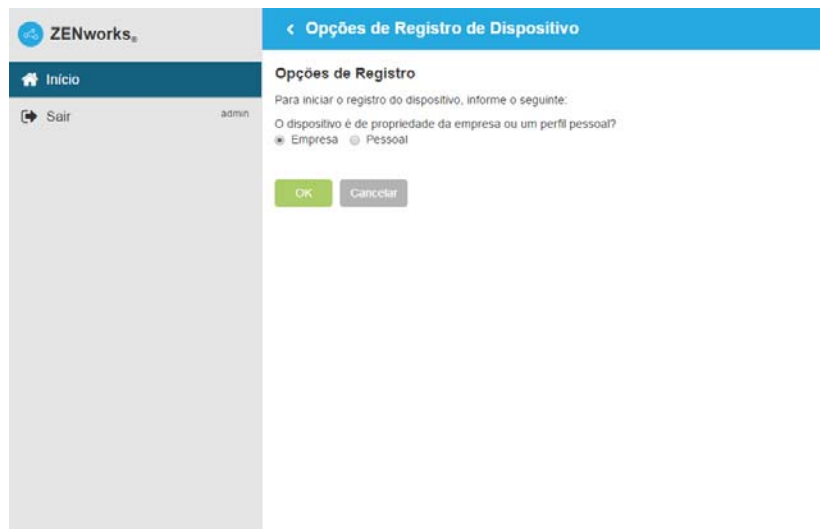 ZENworks®
Início
Sair
admin
Opções de Registro de Dispositivo
Opções de Registro
Para iniciar o registro do dispositivo, informe o seguinte:
O dispositivo é de propriedade da empresa ou um perfil pessoal?
Empresa Pessoal
OK Cancelar